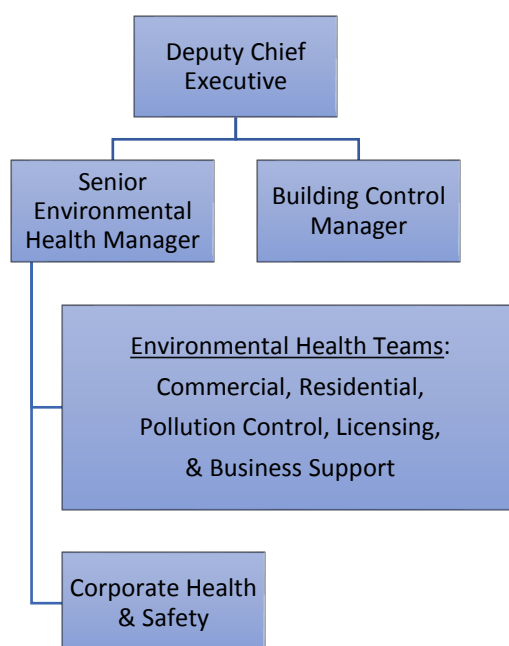 Deputy Chief
Executive
Senior
Environmental
Health Manager
Building Control
Manager
Environmental Health Teams:
Commercial, Residential,
Pollution Control, Licensing,
& Business Support
Corporate Health
& Safety